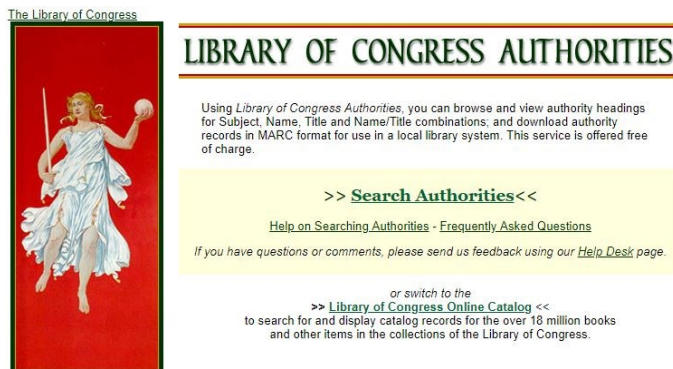 The Library of Congress
LIBRARY OF CONGRESS AUTHORITIES
Using Library of Congress Authorities, you can browse and view authority headings
for Subject, Name, Title and Name/Title combinations; and download authority
records in MARC format for use in a local library system. This service is offered free
of charge.
>> Search Authorities<<
Help on Searching Authorities - Frequently Asked Questions
If you have questions or comments, please send us feedback using our Help Desk page.
or switch to the
>> Library of Congress Online Catalog <<
to search for and display catalog records for the over 18 million books
and other items in the collections of the Library of Congress.